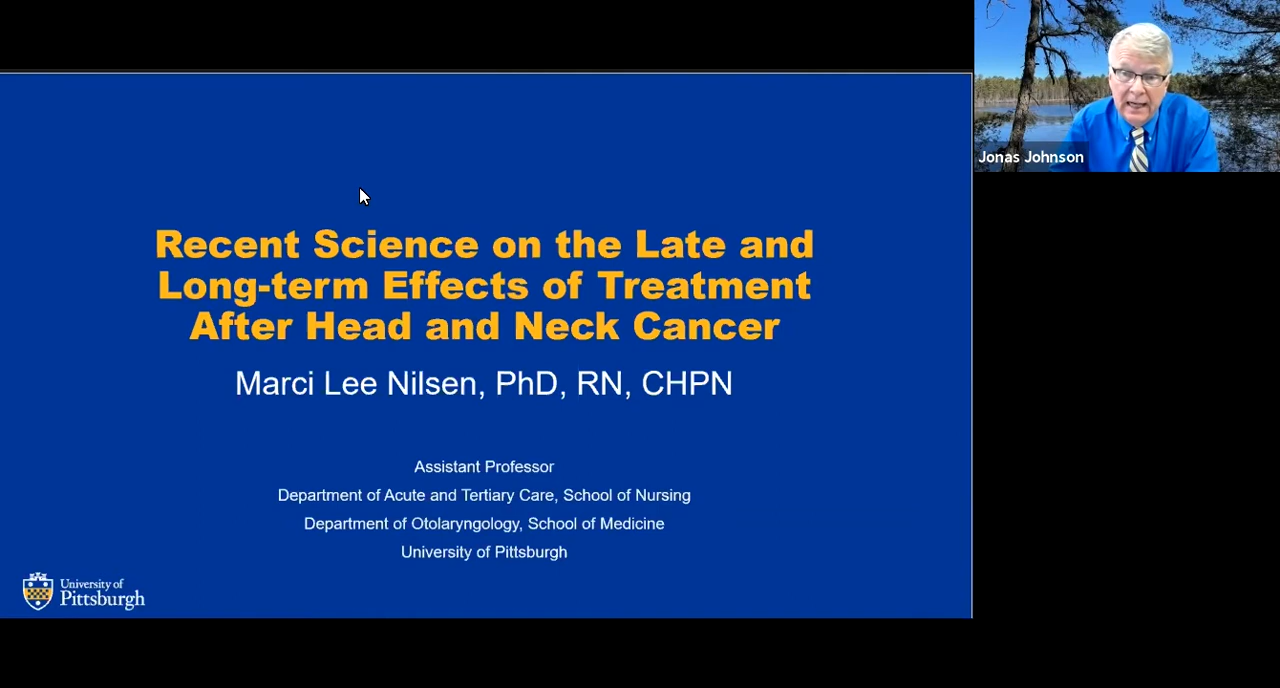 Recent Science on the Late and
Long-term Effects of Treatment
After Head and Neck Cancer
Marci Lee Nilsen, PhD, RN, CHPN
Assistant Professor
Department of Acute and Tertiary Care, School of Nursing
Department of Otolaryngology, School of Medicine
University of Pittsburgh
University of
Pittsburgh
Jonas Johnson